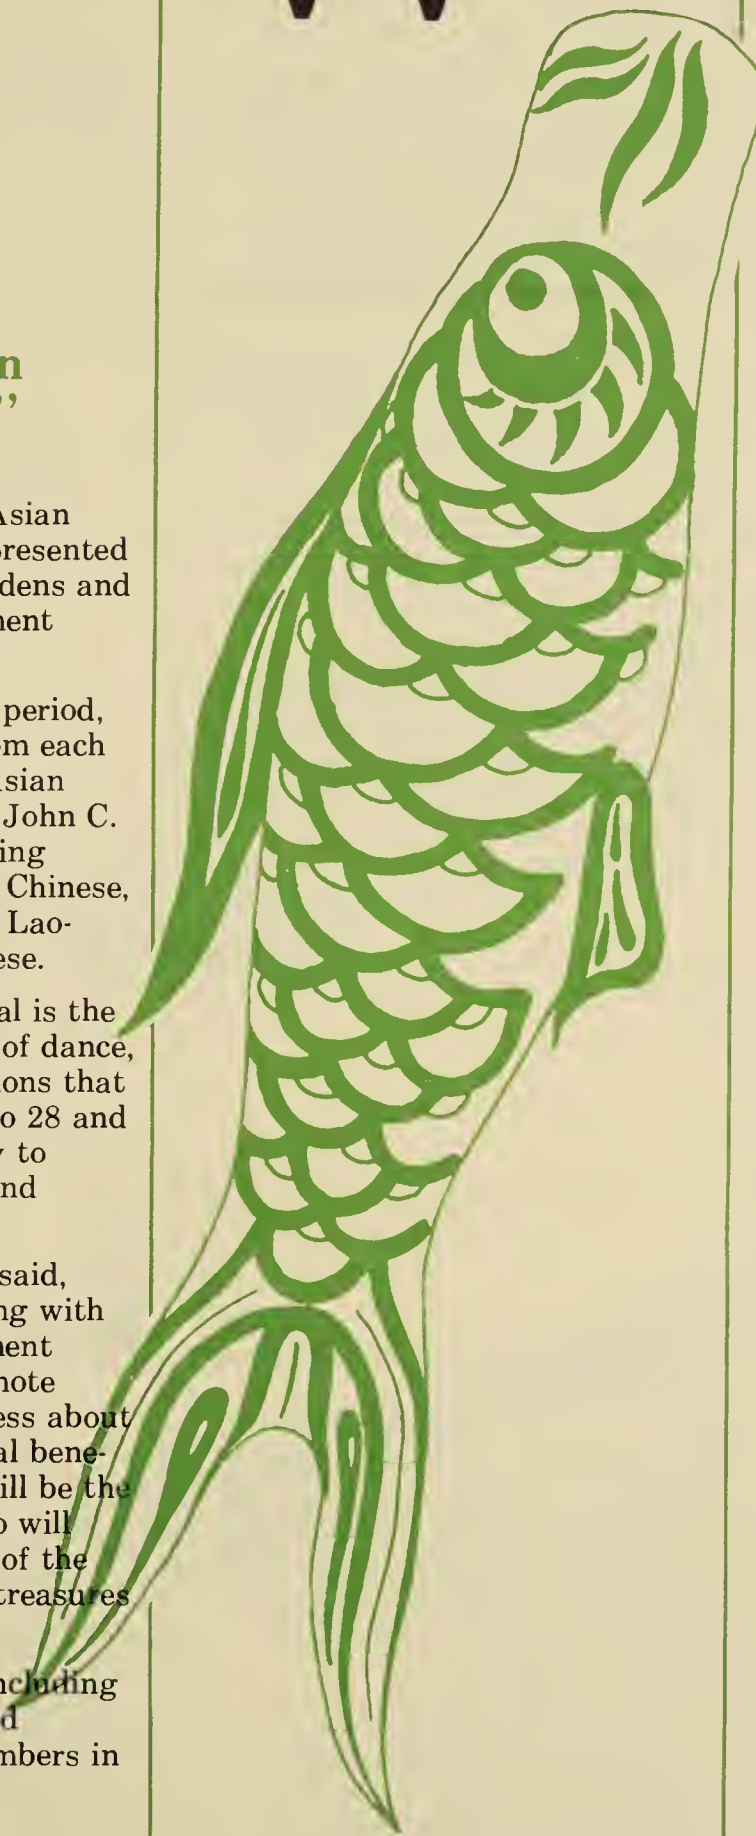 n
”
Asian
presented
dens and
nent
period,
m each
sian
John C.
ing
Chinese,
Lao-
ese.
al is the
of dance,
ions that
o 28 and
y to
nd
said,
ng with
nent
note
ess about
al bene-
ill be the
o will
of the
treasures
ncluding
d
mbers in